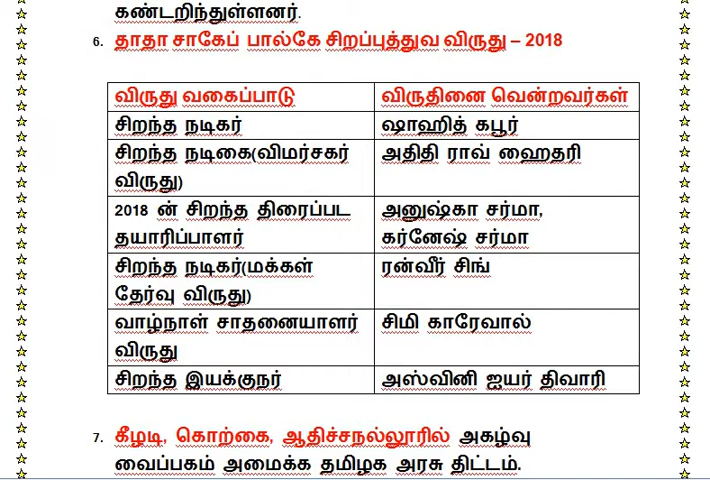 கண்டறிந்துள்ளனர்.
6. தாதா சாகேப் பால்கே சிறப்புத்துவ விருது – 2018
விருது வகைப்பாடு விருதினை வென்றவர்கள்
சிறந்த நடிகர் ஷாஹித் கபூர்
சிறந்த நடிகை(விமர்சகர் அதிதி ராவ் ஹைதரி
விருது)
2018 ன் சிறந்த திரைப்பட அனுஷ்கா சர்மா,
தயாரிப்பாளர் கர்னேஷ் சர்மா
சிறந்த நடிகர்(மக்கள் ரன்வீர் சிங்
தேர்வு விருது)
வாழ்நாள் சாதனையாளர் சிமி காரேவால்
விருது
சிறந்த இயக்குநர் அஸ்வினி ஐயர் திவாரி
7. கீழடி, கொற்கை, ஆதிச்சநல்லூரில் அகழ்வு
வைப்பகம் அமைக்க தமிழக அரசு திட்டம்.